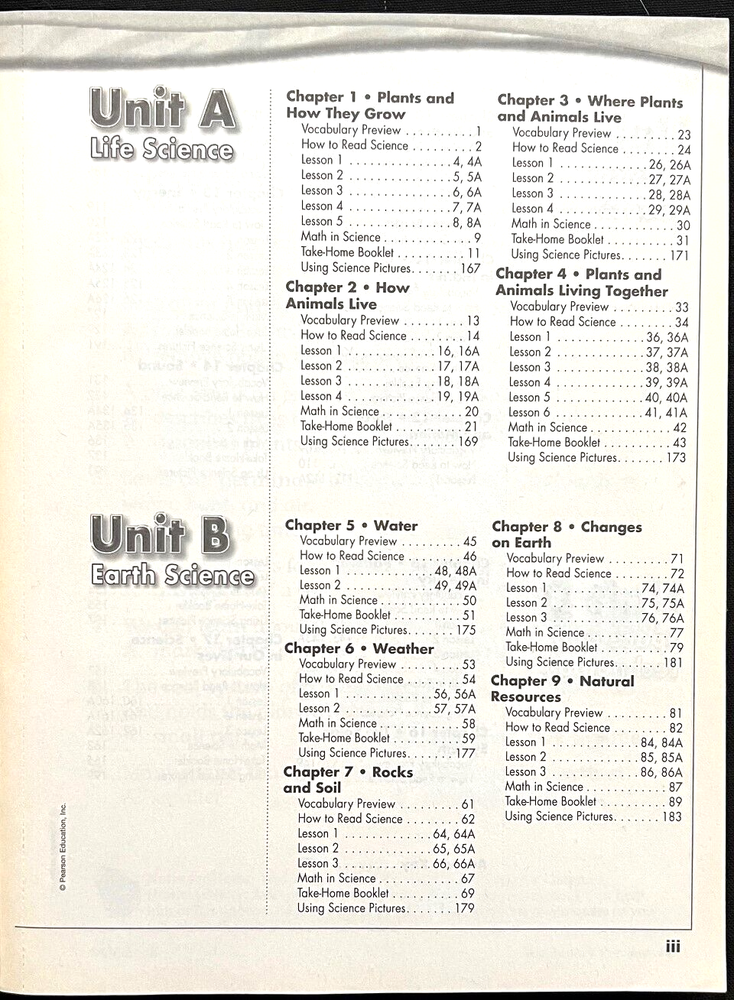 Unit A
Life Science
Chapter 1 • Plants and
How They Grow
Vocabulary Preview . . . . . . . . . . 1
How to Read Science . . . . . . . . . 2
Lesson 1 . . . . . . . . . . . . . . 4, 4A
Lesson 2 . . . . . . . . . . . . . . 5, 5A
Lesson 3 . . . . . . . . . . . . . . 6, 6A
Lesson 4 . . . . . . . . . . . . . . 7, 7A
Lesson 5 . . . . . . . . . . . . . . 8, 8A
Math in Science . . . . . . . . . . . . 9
Take-Home Booklet . . . . . . . . . 11
Using Science Pictures. . . . . . . 167
Chapter 2 • How
Animals Live
Vocabulary Preview . . . . . . . . . 13
How to Read Science . . . . . . . . 14
Lesson 1 . . . . . . . . . . . . 16, 16A
Lesson 2 . . . . . . . . . . . . 17, 17A
Lesson 3 . . . . . . . . . . . . 18, 18A
Lesson 4 . . . . . . . . . . . . 19, 19A
Math in Science . . . . . . . . . . . 20
Take-Home Booklet . . . . . . . . . 21
Using Science Pictures. . . . . . . 169
Chapter 3 • Where Plants
and Animals Live
Vocabulary Preview . . . . . . . . . 23
How to Read Science . . . . . . . . 24
Lesson 1 . . . . . . . . . . . . 26, 26A
Lesson 2 . . . . . . . . . . . . 27, 27A
Lesson 3 . . . . . . . . . . . . 28, 28A
Lesson 4 . . . . . . . . . . . . 29, 29A
Math in Science . . . . . . . . . . . 30
Take-Home Booklet . . . . . . . . . 31
Using Science Pictures. . . . . . . 171
Chapter 4 • Plants and
Animals Living Together
Vocabulary Preview . . . . . . . . . 33
How to Read Science . . . . . . . . 34
Lesson 1 . . . . . . . . . . . . 36, 36A
Lesson 2 . . . . . . . . . . . . 37, 37A
Lesson 3 . . . . . . . . . . . . 38, 38A
Lesson 4 . . . . . . . . . . . . 39, 39A
Lesson 5 . . . . . . . . . . . . 40, 40A
Lesson 6 . . . . . . . . . . . . 41, 41A
Math in Science . . . . . . . . . . . 42
Take-Home Booklet . . . . . . . . . 43
Using Science Pictures. . . . . . . 173
Unit B
Earth Science
Chapter 5 • Water
Vocabulary Preview . . . . . . . . . 45
How to Read Science . . . . . . . . 46
Lesson 1 . . . . . . . . . . . . 48, 48A
Lesson 2 . . . . . . . . . . . . 49, 49A
Math in Science . . . . . . . . . . . 50
Take-Home Booklet . . . . . . . . . 51
Using Science Pictures. . . . . . . 175
Chapter 6 • Weather
Vocabulary Preview . . . . . . . . . 53
How to Read Science . . . . . . . . 54
Lesson 1 . . . . . . . . . . . . 56, 56A
Lesson 2 . . . . . . . . . . . . 57, 57A
Math in Science . . . . . . . . . . . 58
Take-Home Booklet . . . . . . . . . 59
Using Science Pictures. . . . . . . 177
Chapter 7 • Rocks
and Soil
Vocabulary Preview . . . . . . . . . 61
How to Read Science . . . . . . . . 62
Lesson 1 . . . . . . . . . . . . 64, 64A
Lesson 2 . . . . . . . . . . . . 65, 65A
Lesson 3 . . . . . . . . . . . . 66, 66A
Math in Science . . . . . . . . . . . 67
Take-Home Booklet . . . . . . . . . 69
Using Science Pictures. . . . . . . 179
Chapter 8 • Changes
on Earth
Vocabulary Preview . . . . . . . . . 71
How to Read Science . . . . . . . . 72
Lesson 1 . . . . . . . . . . . . 74, 74A
Lesson 2 . . . . . . . . . . . . 75, 75A
Lesson 3 . . . . . . . . . . . . 76, 76A
Math in Science . . . . . . . . . . . 77
Take-Home Booklet . . . . . . . . . 79
Using Science Pictures. . . . . . . 181
Chapter 9 • Natural
Resources
Vocabulary Preview . . . . . . . . . 81
How to Read Science . . . . . . . . 82
Lesson 1 . . . . . . . . . . . . 84, 84A
Lesson 2 . . . . . . . . . . . . 85, 85A
Lesson 3 . . . . . . . . . . . . 86, 86A
Math in Science . . . . . . . . . . . 87
Take-Home Booklet . . . . . . . . . 89
Using Science Pictures. . . . . . . 183
© Pearson Education, Inc.
iii